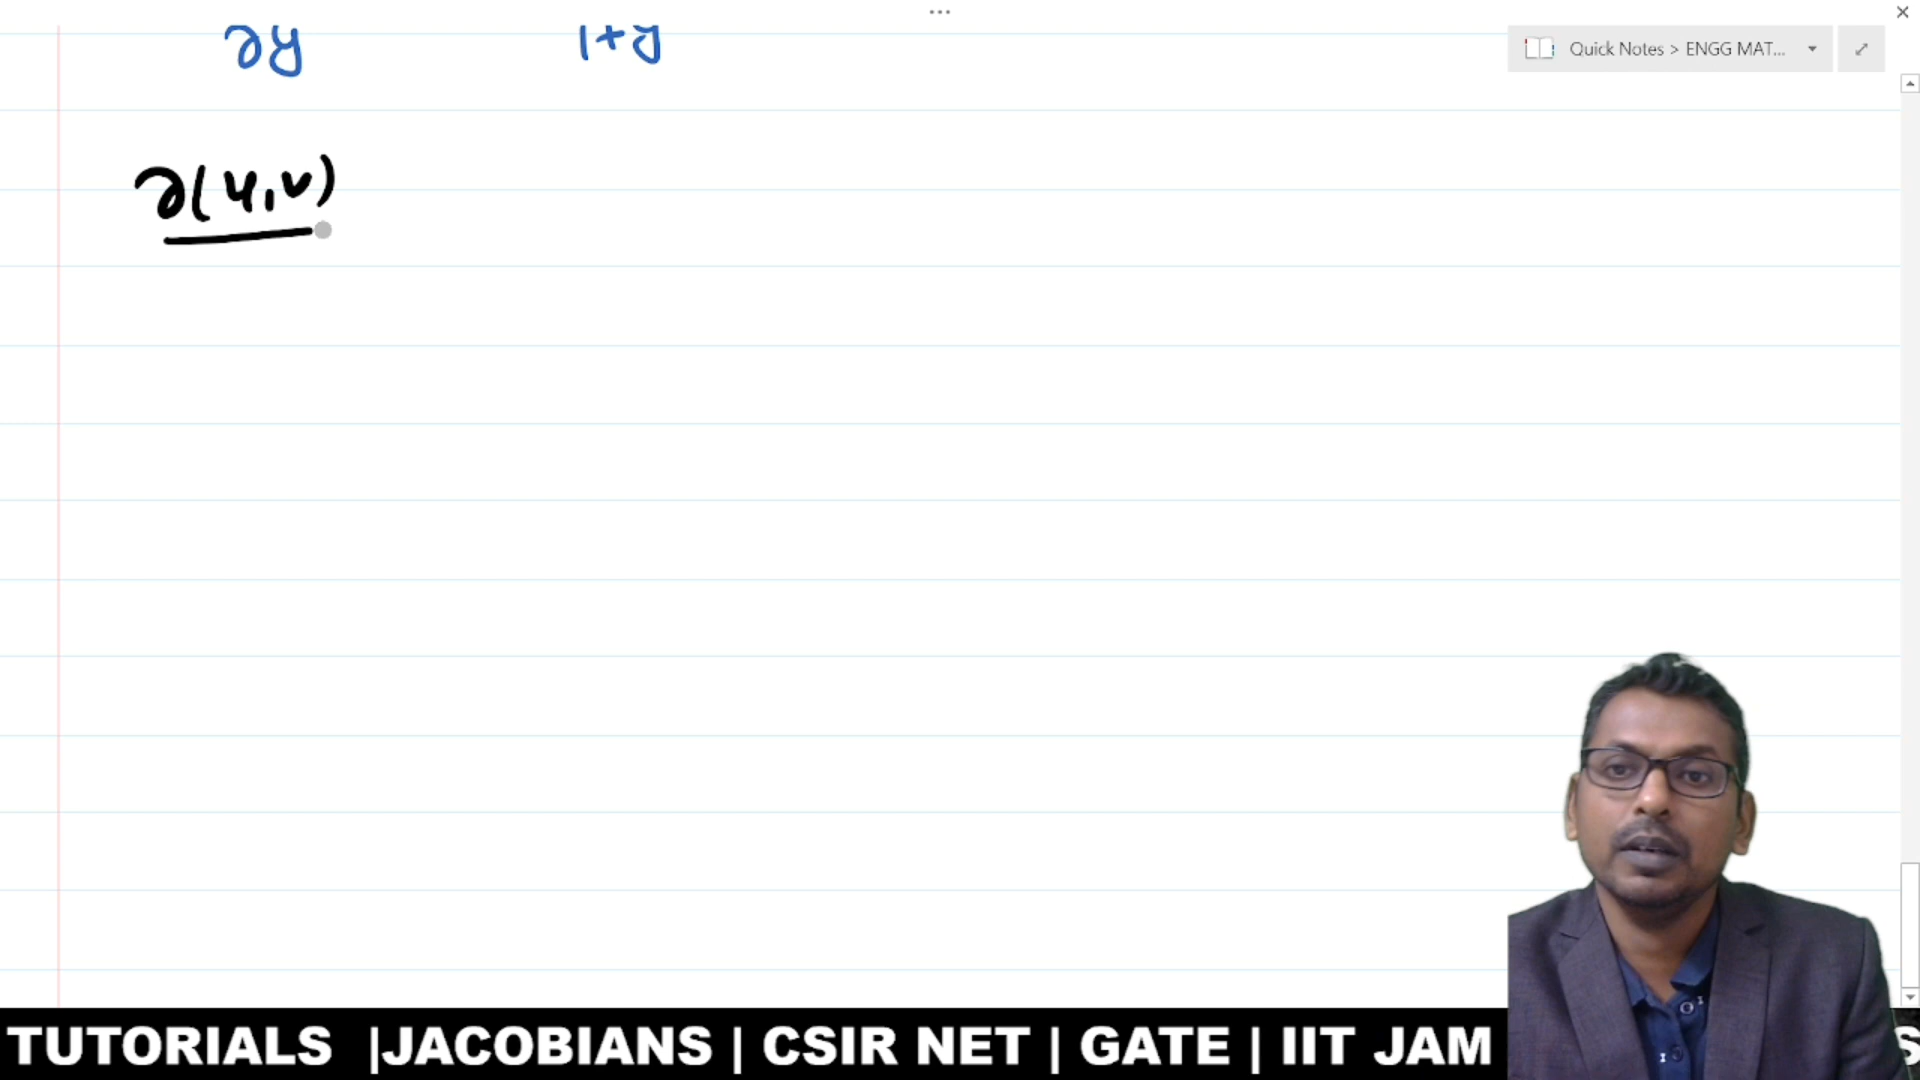 ∂y 1+y
Quick Notes > ENGG MAT...
∂(u,v)
TUTORIALS |JACOBIANS | CSIR NET | GATE | IIT JAM